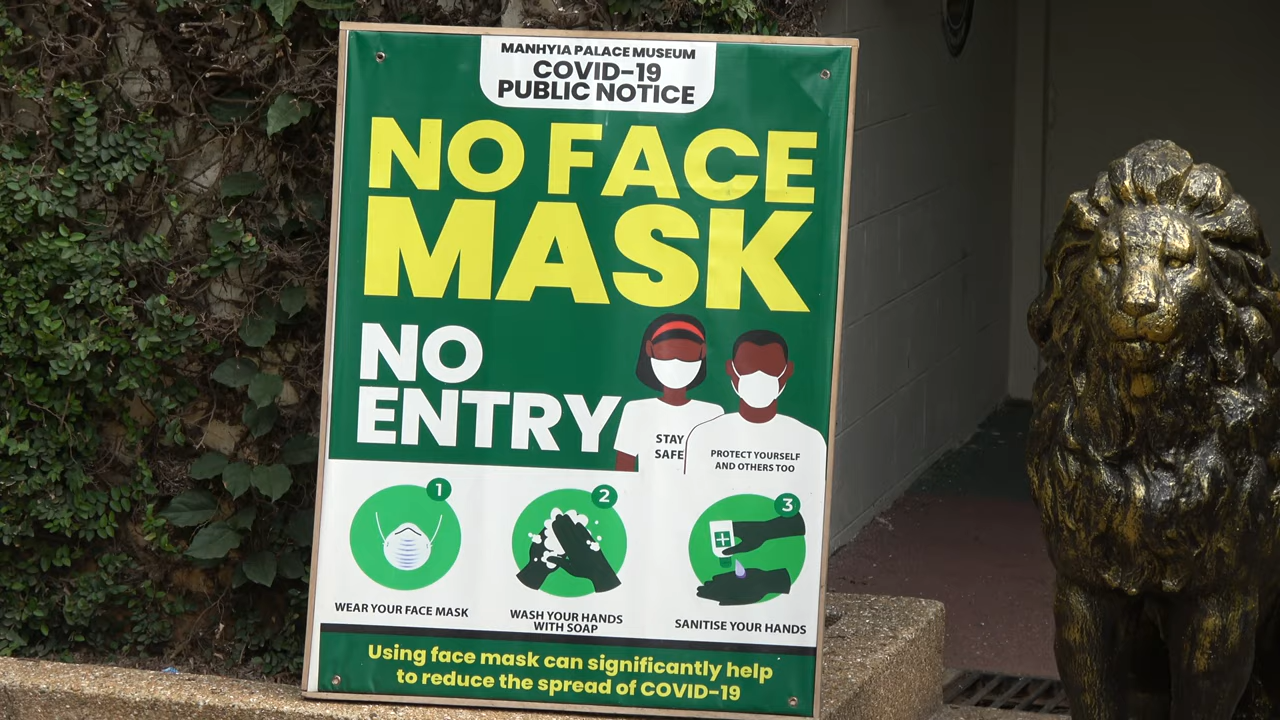 MANHYIA PALACE MUSEUM
COVID-19
PUBLIC NOTICE
NO FACE
MASK
NO
ENTRY
STAY
SAFE
PROTECT YOURSELF
AND OTHERS TOO
1
2
3
WEAR YOUR FACE MASK
WASH YOUR HANDS
WITH SOAP
SANITISE YOUR HANDS
Using face mask can significantly help
to reduce the spread of COVID-19